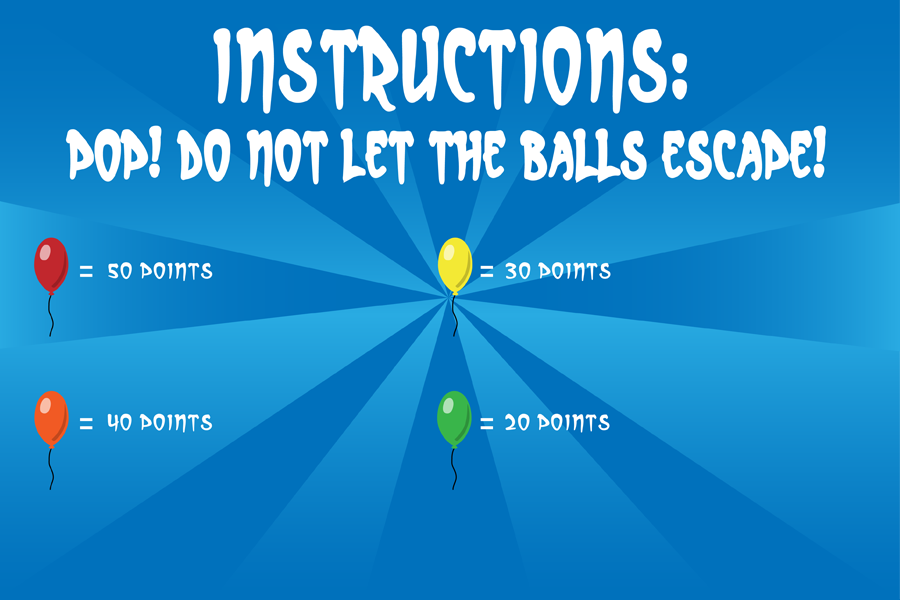 INSTRUCTIONS:
POP! DO NOT LET THE BALLS ESCAPE!
= 50 POINTS
= 30 POINTS
= 40 POINTS
= 20 POINTS